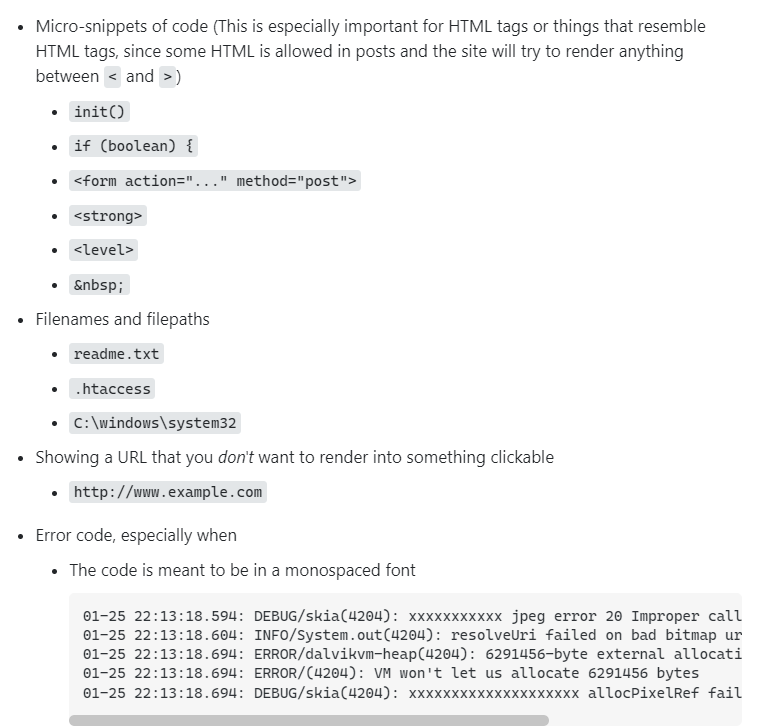 Micro-snippets of code (This is especially important for HTML tags or things that resemble
HTML tags, since some HTML is allowed in posts and the site will try to render anything
between < and >)
init()
if (boolean) {
<form action="..." method="post">
<strong>
<level>
&nbsp;
Filenames and filepaths
readme.txt
.htaccess
C:\windows\system32
Showing a URL that you don't want to render into something clickable
http://www.example.com
Error code, especially when
The code is meant to be in a monospaced font
01-25 22:13:18.594: DEBUG/skia(4204): xxxxxxxxxxx jpeg error 20 Improper call
01-25 22:13:18.604: INFO/System.out(4204): resolveUri failed on bad bitmap ur
01-25 22:13:18.694: ERROR/dalvikvm-heap(4204): 6291456-byte external allocati
01-25 22:13:18.694: ERROR/(4204): VM won't let us allocate 6291456 bytes
01-25 22:13:18.694: DEBUG/skia(4204): xxxxxxxxxxxxxxxxxxxx allocPixelRef fail